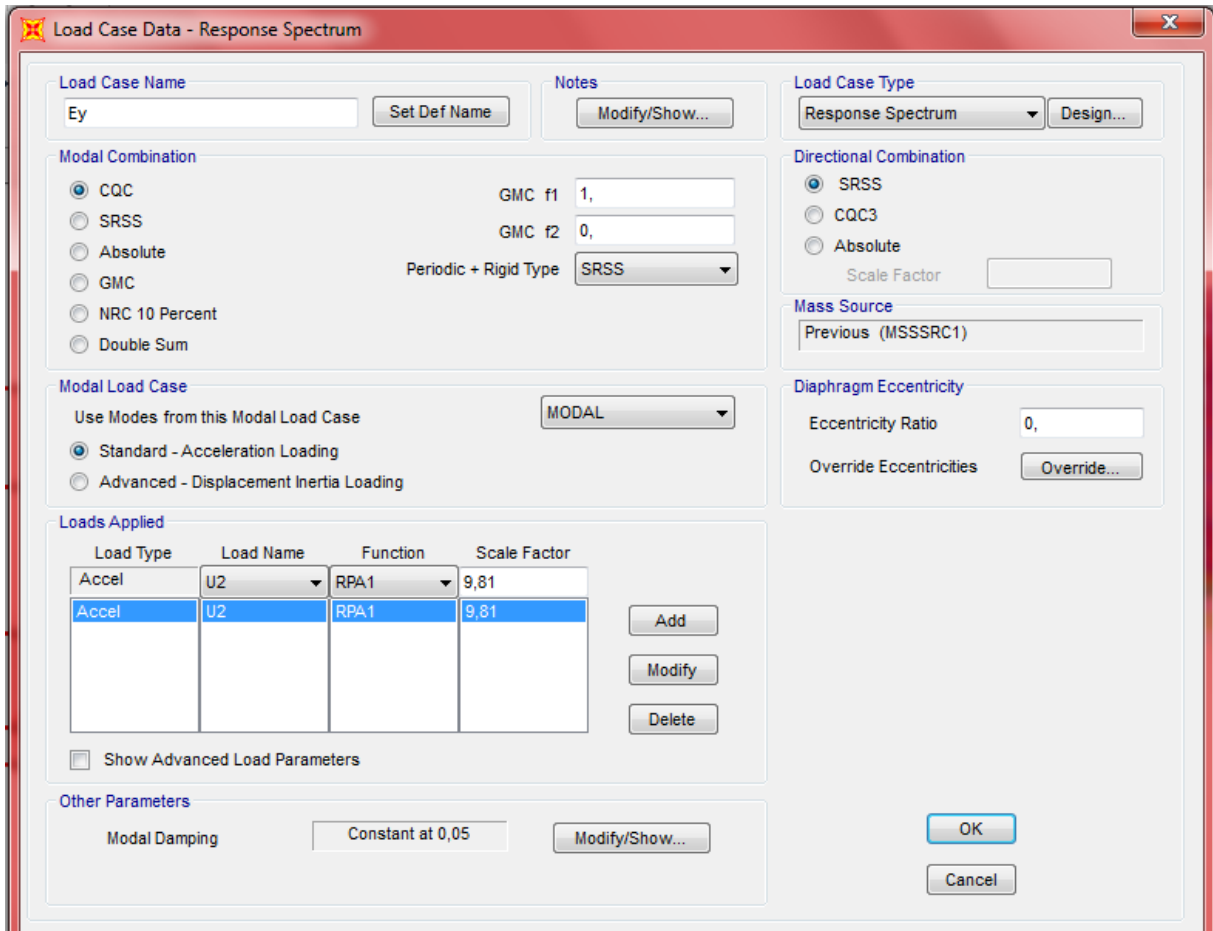 Load Case Data - Response Spectrum
Load Case Name
Ey
Set Def Name
Notes
Modify/Show...
Load Case Type
Response Spectrum
Design...
Modal Combination
CQC
SRSS
Absolute
GMC
NRC 10 Percent
Double Sum
GMC f1 1,
GMC f2 0,
Periodic + Rigid Type SRSS
Directional Combination
SRSS
CQC3
Absolute
Scale Factor
Mass Source
Previous (MSSSRC1)
Modal Load Case
Use Modes from this Modal Load Case MODAL
Standard - Acceleration Loading
Advanced - Displacement Inertia Loading
Diaphragm Eccentricity
Eccentricity Ratio 0,
Override Eccentricities Override...
Loads Applied
Load Type Load Name Function Scale Factor
Accel U2 RPA1 9,81
Accel U2 RPA1 9,81
Add
Modify
Delete
Show Advanced Load Parameters
Other Parameters
Modal Damping Constant at 0,05 Modify/Show...
OK
Cancel